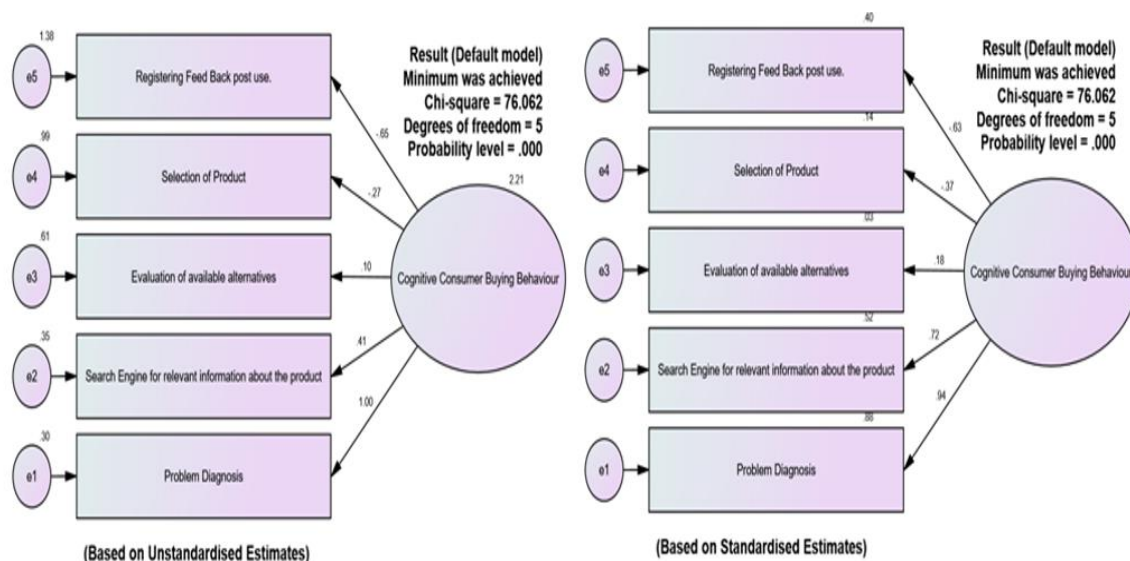 1.38
e5
Registering Feed Back post use.
Result (Default model)
Minimum was achieved
Chi-square = 76.062
Degrees of freedom = 5
Probability level = .000
-.65
.99
e4
Selection of Product
-.27
2.21
.61
e3
Evaluation of available alternatives
.10
Cognitive Consumer Buying Behaviour
.35
e2
Search Engine for relevant information about the product
.41
1.00
.30
e1
Problem Diagnosis
(Based on Unstandardised Estimates)
.40
e5
Registering Feed Back post use.
Result (Default model)
Minimum was achieved
Chi-square = 76.062
Degrees of freedom = 5
Probability level = .000
-.63
.14
e4
Selection of Product
-.37
.03
e3
Evaluation of available alternatives
.18
Cognitive Consumer Buying Behaviour
.52
e2
Search Engine for relevant information about the product
.72
.94
.88
e1
Problem Diagnosis
(Based on Standardised Estimates)